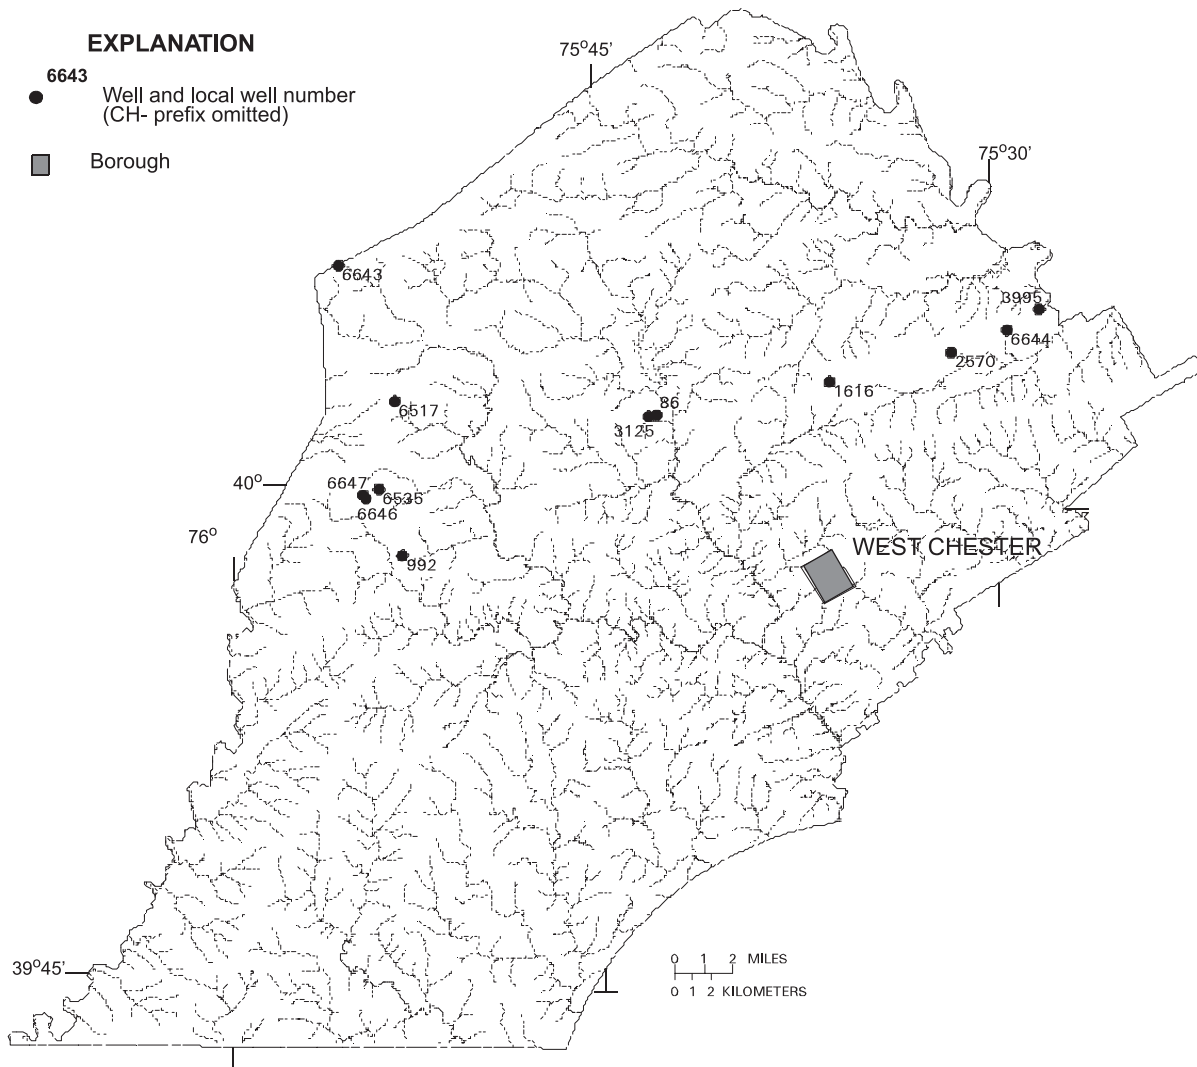 EXPLANATION
6643
Well and local well number
(CH- prefix omitted)
Borough
75°45'
75°30'
6643
3995
6644
2570
1616
6517
86
3125
40°
6647
6535
6646
76°
992
WEST CHESTER
39°45'
0 1 2 MILES
0 1 2 KILOMETERS